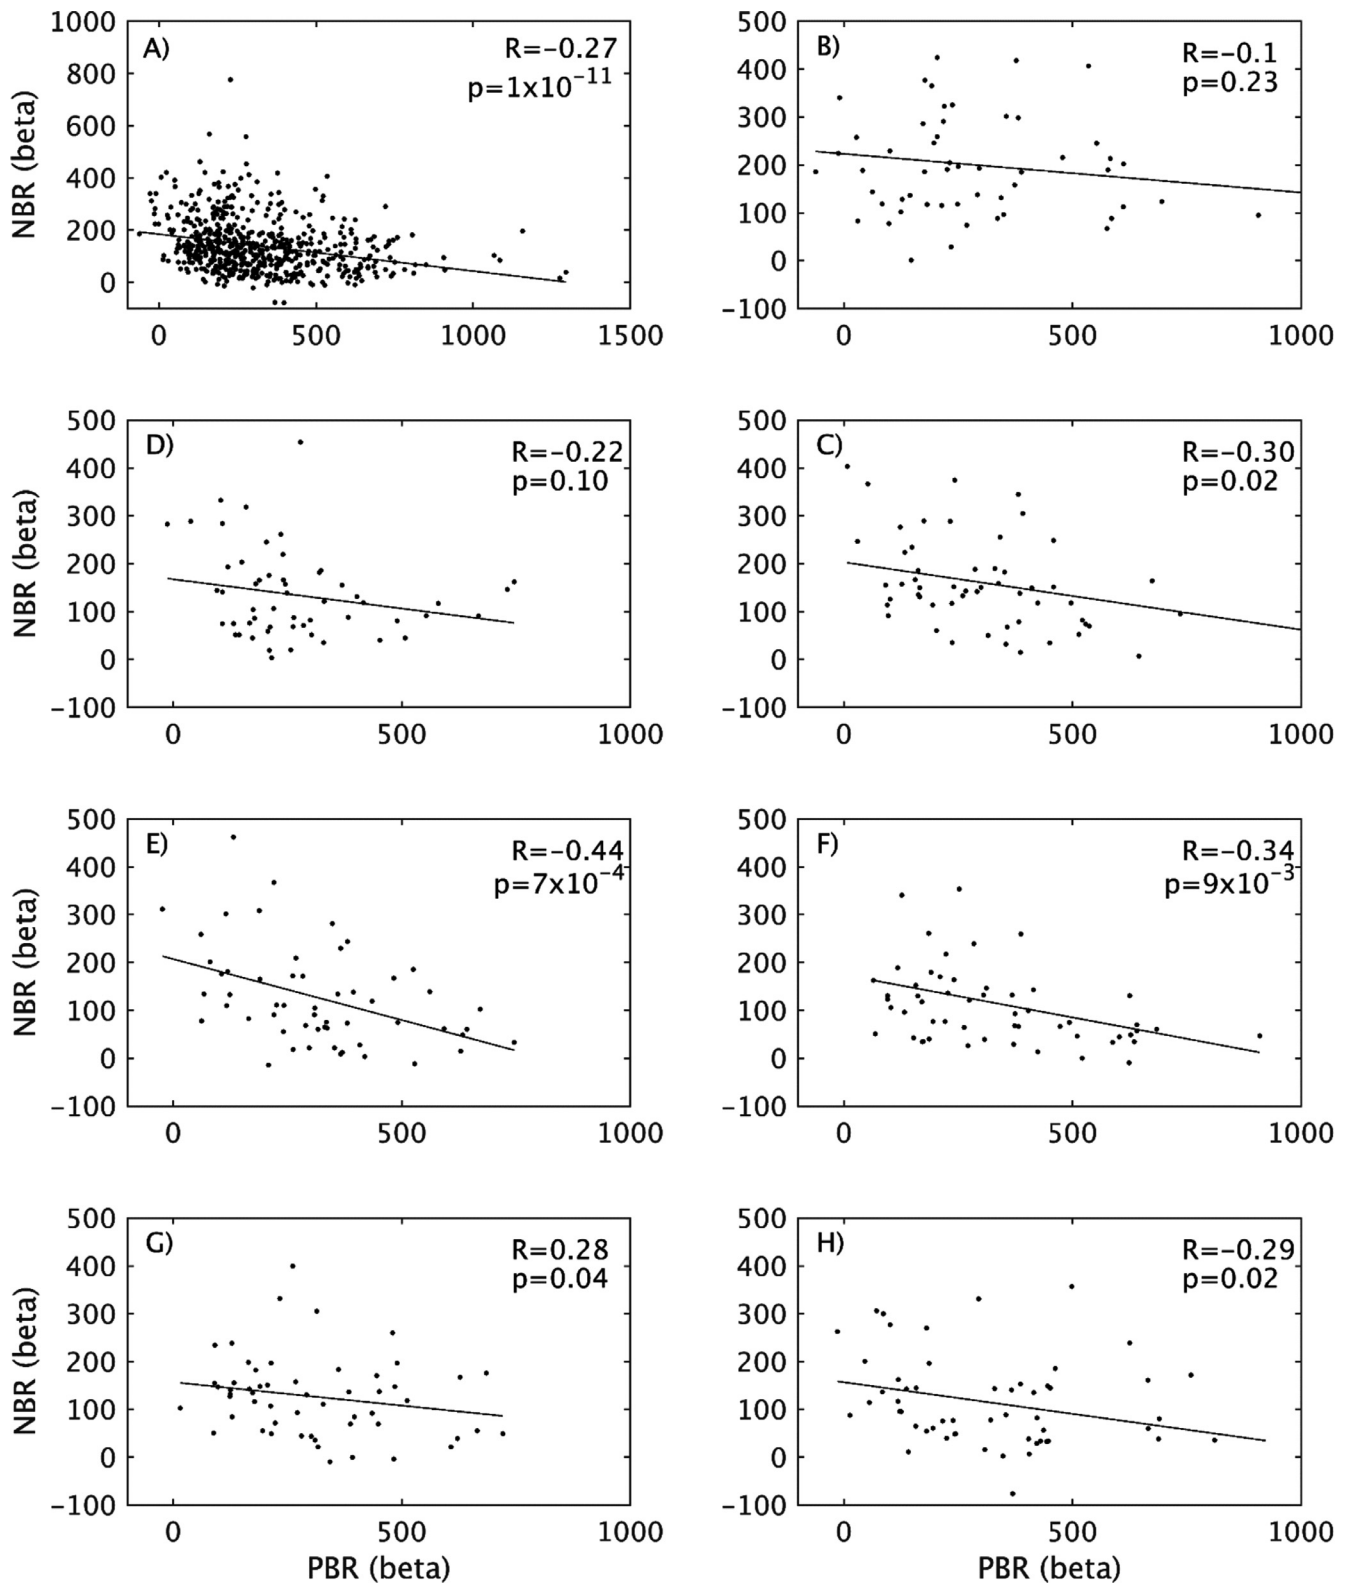 A)
R=-0.27
p=1x10⁻¹¹
1000
800
600
400
200
0
NBR (beta)
0 500 1000 1500
B)
R=-0.1
p=0.23
500
400
300
200
100
0
-100
0 500 1000
D)
R=-0.22
p=0.10
500
400
300
200
100
0
-100
NBR (beta)
0 500 1000
C)
R=-0.30
p=0.02
500
400
300
200
100
0
-100
0 500 1000
E)
R=-0.44
p=7x10⁻⁴
500
400
300
200
100
0
-100
NBR (beta)
0 500 1000
F)
R=-0.34
p=9x10⁻³
500
400
300
200
100
0
-100
0 500 1000
G)
R=0.28
p=0.04
500
400
300
200
100
0
-100
NBR (beta)
0 500 1000
PBR (beta)
H)
R=-0.29
p=0.02
500
400
300
200
100
0
-100
0 500 1000
PBR (beta)